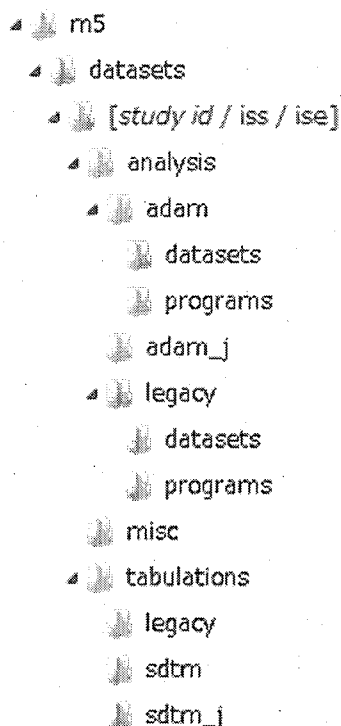 m5
datasets
[study id / iss / ise]
analysis
adam
datasets
programs
adam_j
legacy
datasets
programs
misc
tabulations
legacy
sdtm
sdtm_j